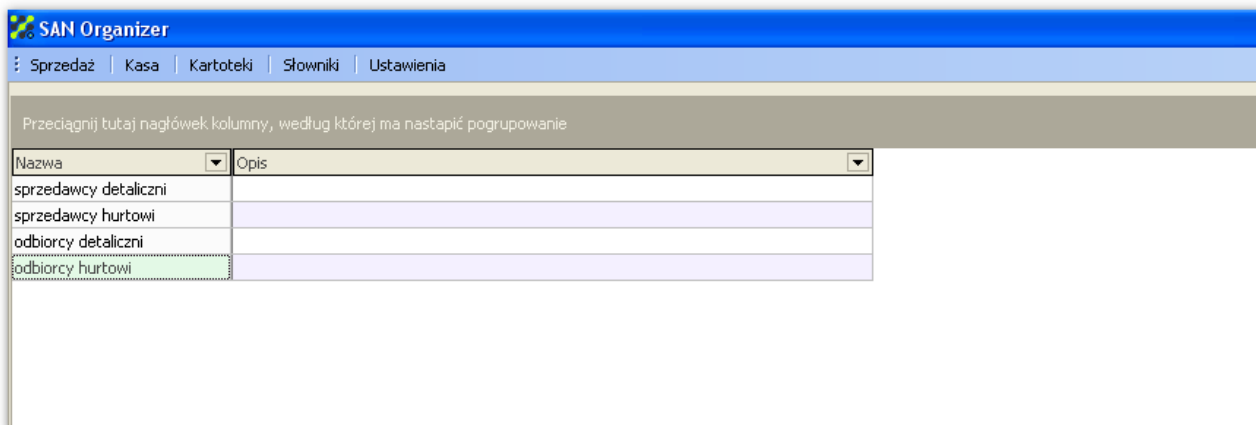 SAN Organizer
Sprzedaż Kasa Kartoteki Słowniki Ustawienia
Przeciągnij tutaj nagłówek kolumny, według której ma nastapić pogrupowanie
Nazwa Opis
sprzedawcy detaliczni
sprzedawcy hurtowi
odbiorcy detaliczni
odbiorcy hurtowi